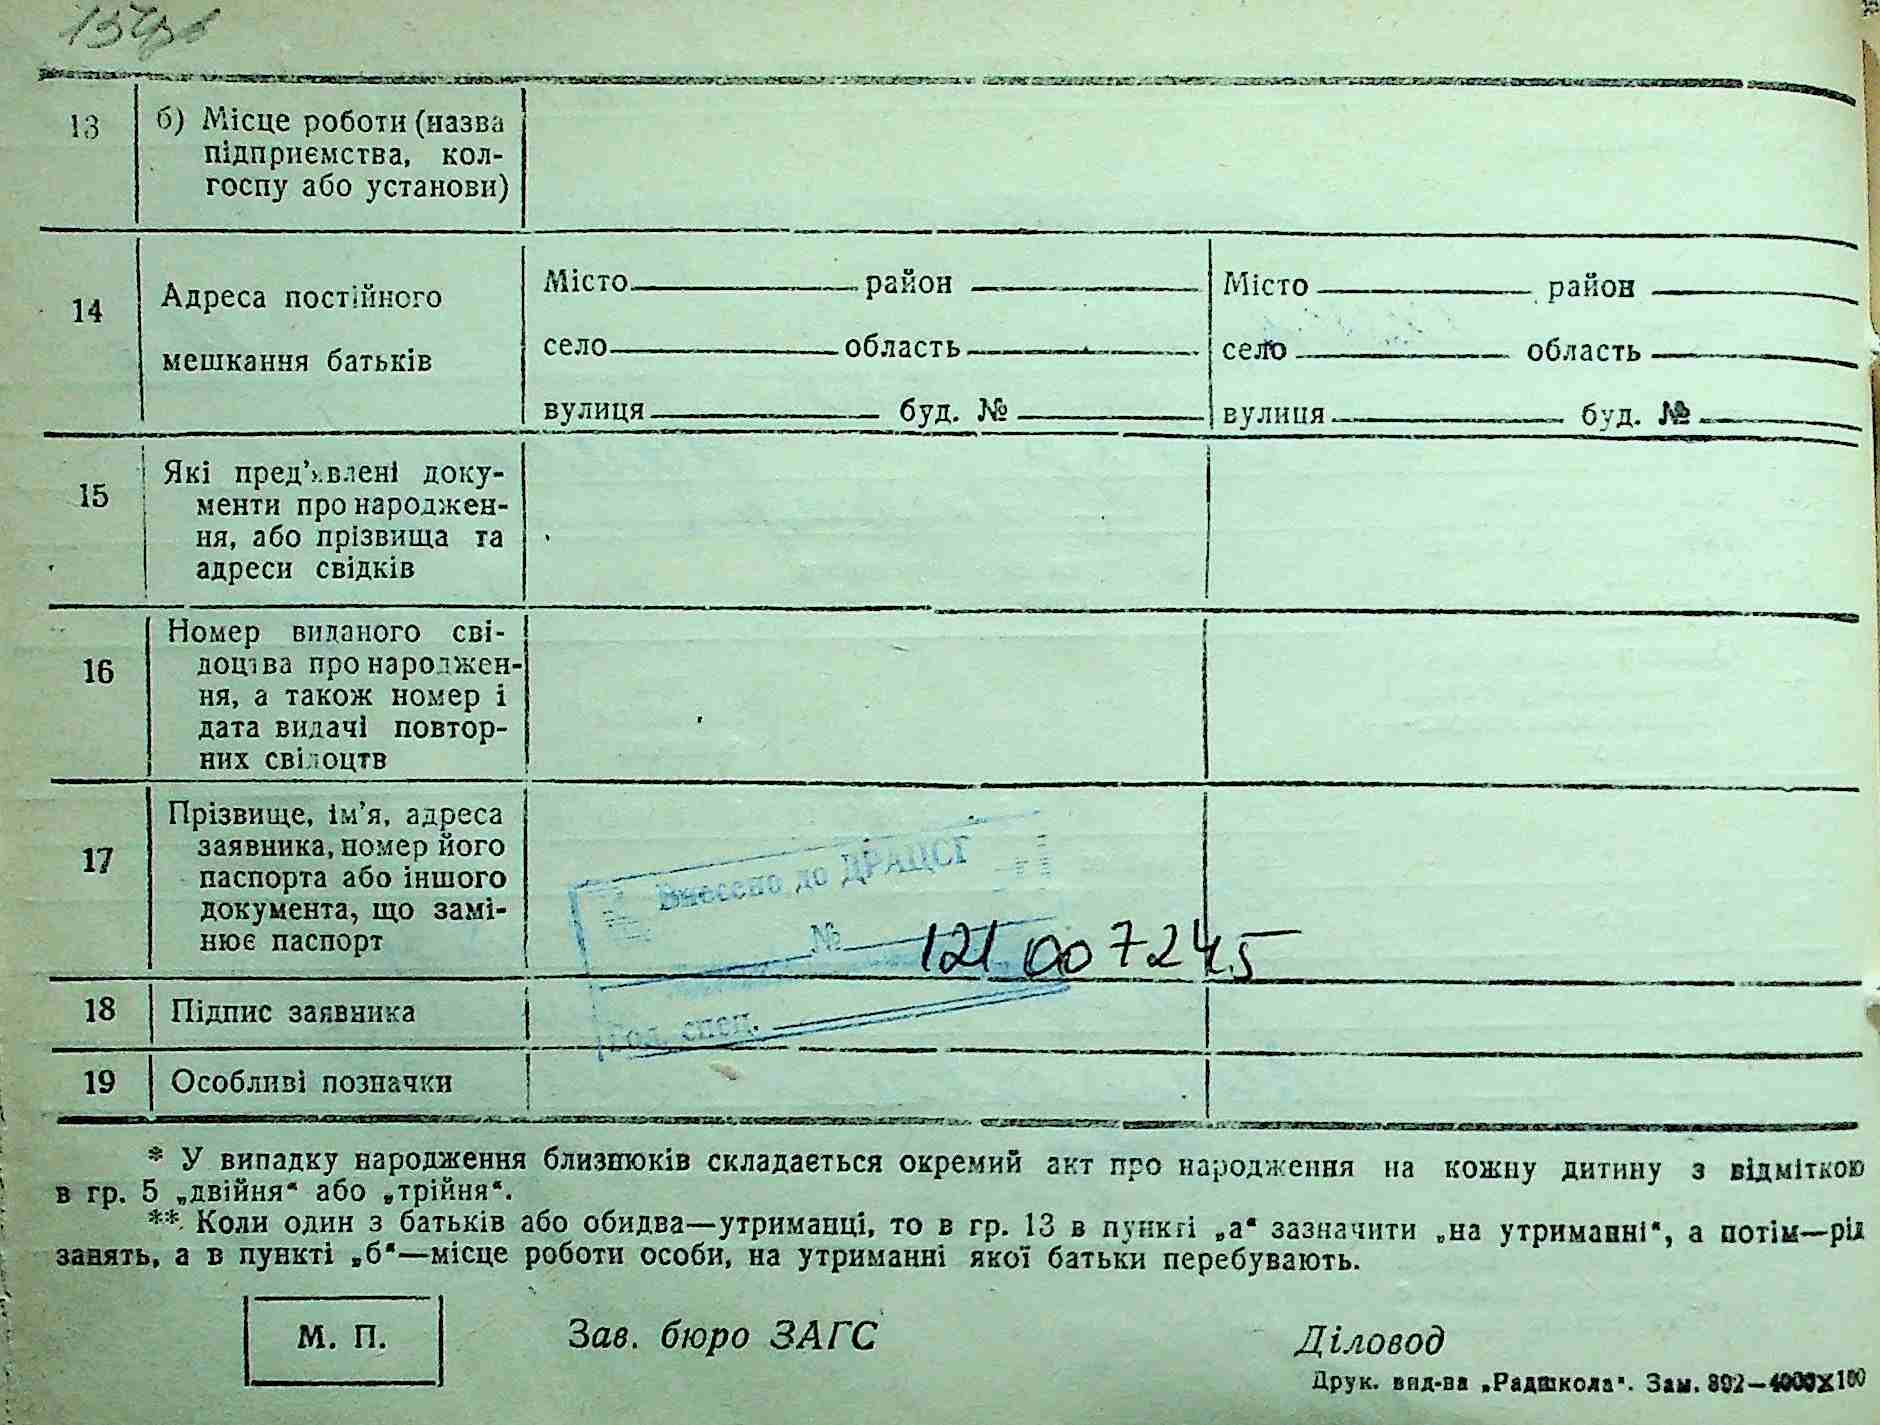 13 б) Місце роботи (назва
підприємства, кол-
госпу або установи)
14 Адреса постійного
мешкання батьків
Місто район
село область
вулиця буд. №
Місто район
село область
вулиця буд. №
15 Які пред’явлені доку-
менти про народжен-
ня, або прізвища та
адреси свідків
16 Номер виданого сві-
доцтва про народжен-
ня, а також номер і
дата видачі повтор-
них свідоцтв
17 Прізвище, ім’я, адреса
заявника, номер його
паспорта або іншого
документа, що замі-
нює паспорт
Внесено до ДРАЦСГ
№ 121 007245
Гол. спец.
18 Підпис заявника
19 Особливі позначки
* У випадку народження близнюків складається окремий акт про народження на кожну дитину з відміткою
в гр. 5 „двійня“ або „трійня“.
** Коли один з батьків або обидва—утриманці, то в гр. 13 в пункті „а“ зазначити „на утриманні“, а потім—рід
занять, а в пункті „б“—місце роботи особи, на утриманні якої батьки перебувають.
М. П. Зав. бюро ЗАГС Діловод
Друк. вид-ва „Радшкола“. Зам. 802—4000X100